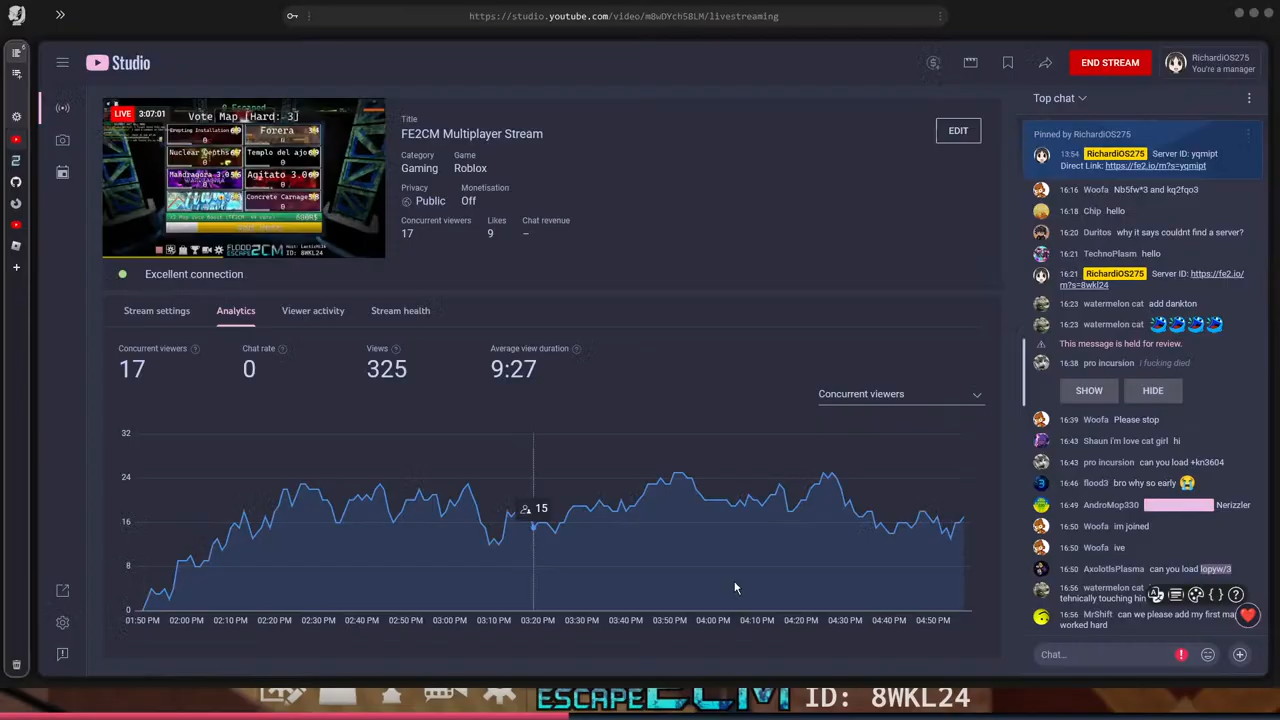 https://studio.youtube.com/video/m8wDYch58LM/livestreaming
Studio
END STREAM
RichardiOS275
You're a manager
LIVE 3:07:01
8 Escaped
Vote Map [Hard: 3]
Forera
Nuclear Depths
Templo del ajo
Agitato 3.0
Concrete Carnage
ID: 8WKL24
Title
FE2CM Multiplayer Stream
Category
Gaming
Game
Roblox
Privacy
Public
Monetisation
Off
Concurrent viewers
17
Likes
9
Chat revenue
–
EDIT
Excellent connection
Stream settings
Analytics
Viewer activity
Stream health
Concurrent viewers
17
Chat rate
0
Views
325
Average view duration
9:27
Concurrent viewers
32
24
16
8
0
15
01:50 PM 02:00 PM 02:10 PM 02:20 PM 02:30 PM 02:40 PM 02:50 PM 03:00 PM 03:10 PM 03:20 PM 03:30 PM 03:40 PM 03:50 PM 04:00 PM 04:10 PM 04:20 PM 04:30 PM 04:40 PM 04:50 PM
Top chat
Pinned by RichardiOS275
13:54 RichardiOS275 Server ID: yqmipt
Direct Link: https://fe2.io/m?s=yqmipt
16:16 Woofa Nb5fw*3 and kq2fqo3
16:18 Chip hello
16:20 Duritos why it says couldnt find a server?
16:21 TechnoPlasm hello
16:21 RichardiOS275 Server ID: https://fe2.io/
m?s=8wkl24
16:23 watermelon cat add dankton
16:23 watermelon cat
This message is held for review.
16:38 pro incursion i fucking died
SHOW
HIDE
16:39 Woofa Please stop
16:43 Shaun i'm love cat girl hi
16:43 pro incursion can you load +kn3604
16:46 flood3 bro why so early
16:49 AndroMop330 Nerizzler
16:50 Woofa im joined
16:50 Woofa ive
16:50 AxolotlsPlasma can you load lopyw/3
16:56 watermelon cat
tehnically touching him
16:56 MrShift can we please add my first ma
worked hard
Chat…
ESCAPE 2CM ID: 8WKL24